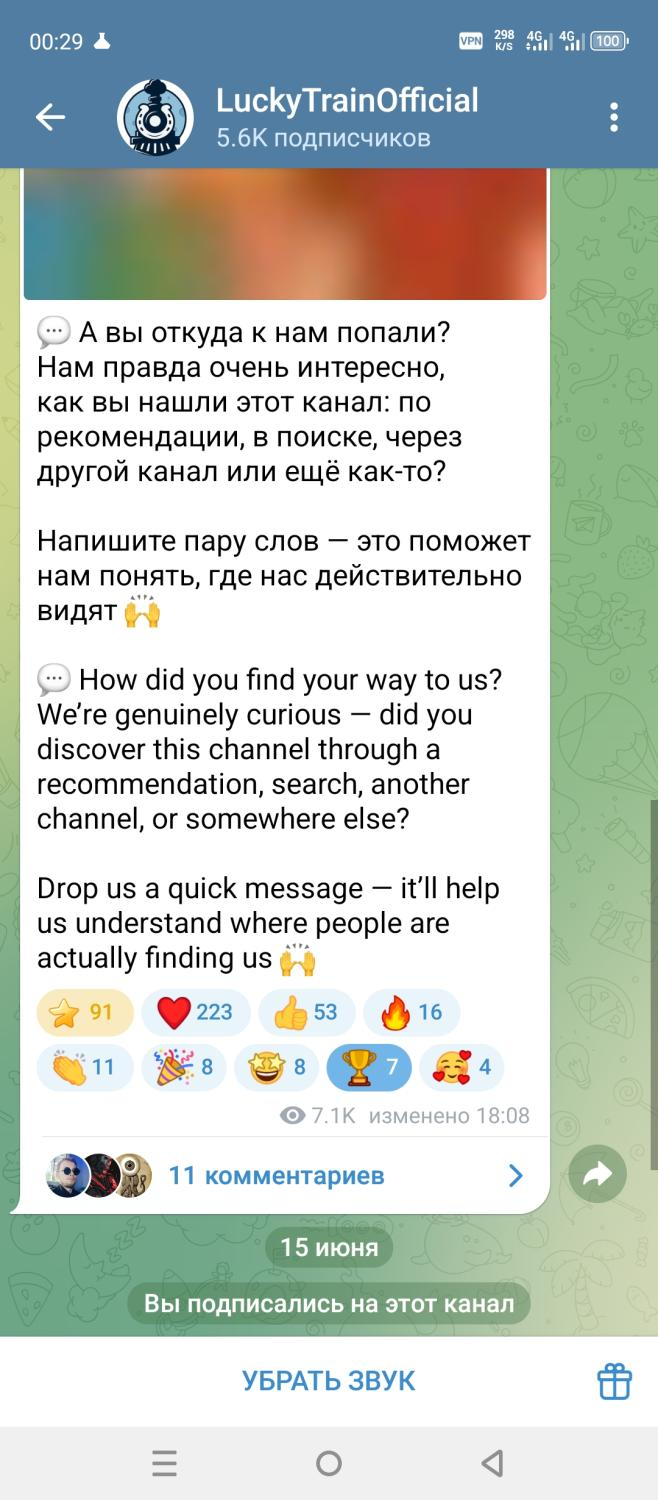 00:29
VPN 298 K/S 4G 4G 100
LuckyTrainOfficial
5.6K подписчиков
А вы откуда к нам попали?
Нам правда очень интересно,
как вы нашли этот канал: по
рекомендации, в поиске, через
другой канал или ещё как-то?
Напишите пару слов — это поможет
нам понять, где нас действительно
видят 🙌
How did you find your way to us?
We’re genuinely curious — did you
discover this channel through a
recommendation, search, another
channel, or somewhere else?
Drop us a quick message — it’ll help
us understand where people are
actually finding us 🙌
91 223 53 16
11 8 8 7 4
7.1K изменено 18:08
11 комментариев
15 июня
Вы подписались на этот канал
УБРАТЬ ЗВУК